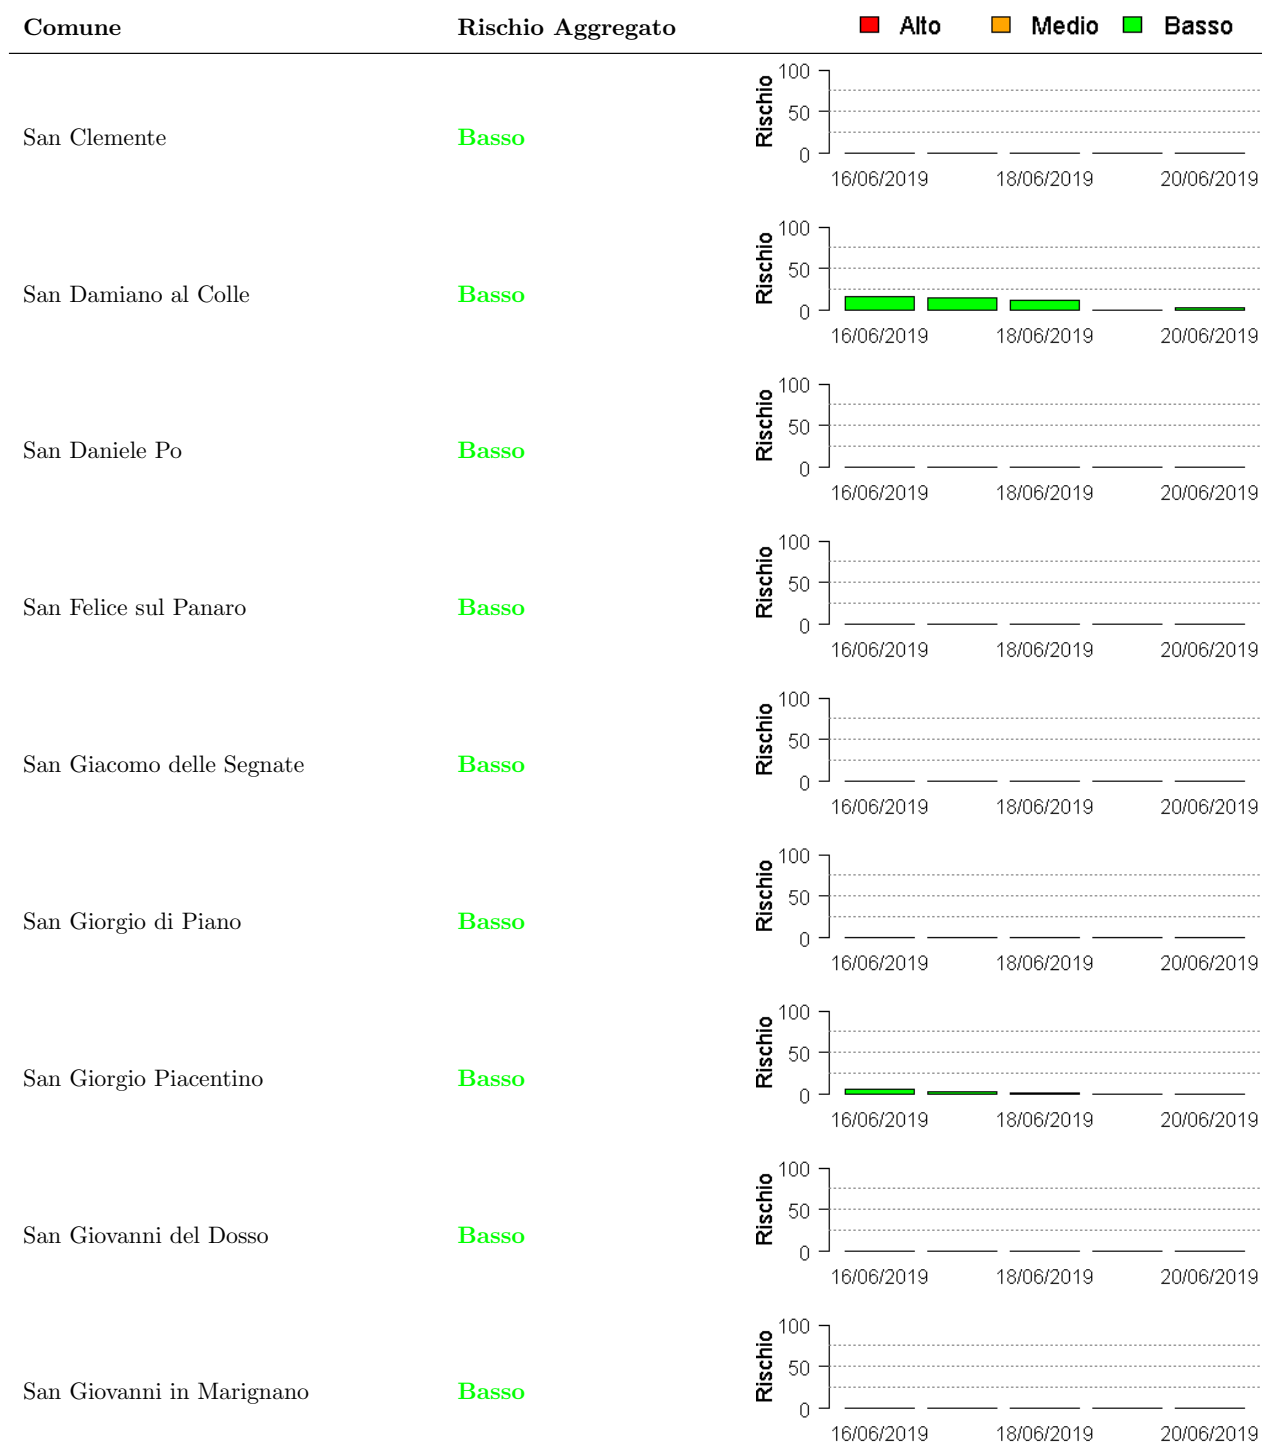 Comune Rischio Aggregato Alto Medio Basso
San Clemente Basso
Rischio
100
50
0
16/06/2019 18/06/2019 20/06/2019
San Damiano al Colle Basso
Rischio
100
50
0
16/06/2019 18/06/2019 20/06/2019
San Daniele Po Basso
Rischio
100
50
0
16/06/2019 18/06/2019 20/06/2019
San Felice sul Panaro Basso
Rischio
100
50
0
16/06/2019 18/06/2019 20/06/2019
San Giacomo delle Segnate Basso
Rischio
100
50
0
16/06/2019 18/06/2019 20/06/2019
San Giorgio di Piano Basso
Rischio
100
50
0
16/06/2019 18/06/2019 20/06/2019
San Giorgio Piacentino Basso
Rischio
100
50
0
16/06/2019 18/06/2019 20/06/2019
San Giovanni del Dosso Basso
Rischio
100
50
0
16/06/2019 18/06/2019 20/06/2019
San Giovanni in Marignano Basso
Rischio
100
50
0
16/06/2019 18/06/2019 20/06/2019